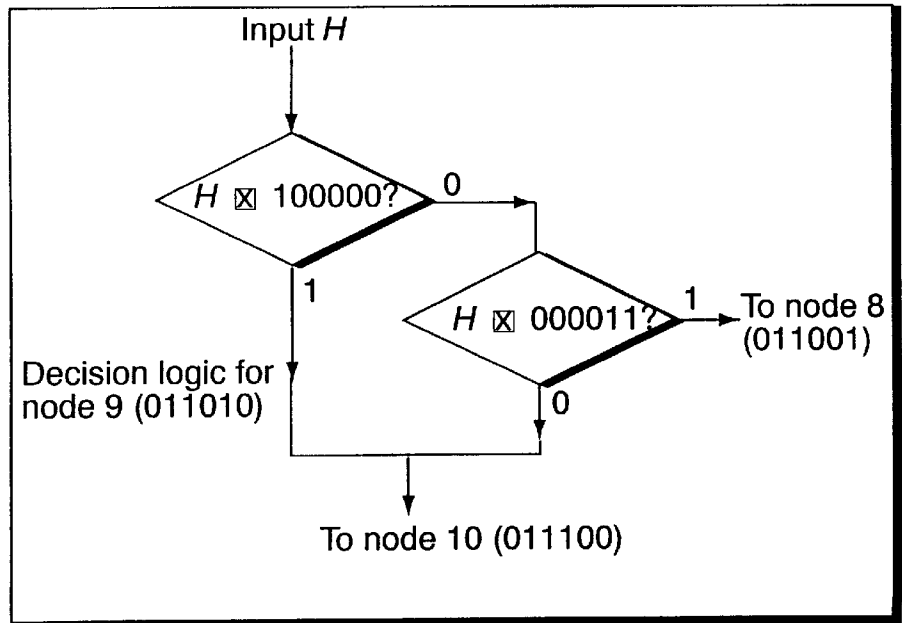 Input H
H ☒ 100000?
0
1
H ☒ 000011?
1
To node 8
(011001)
Decision logic for
node 9 (011010)
0
To node 10 (011100)